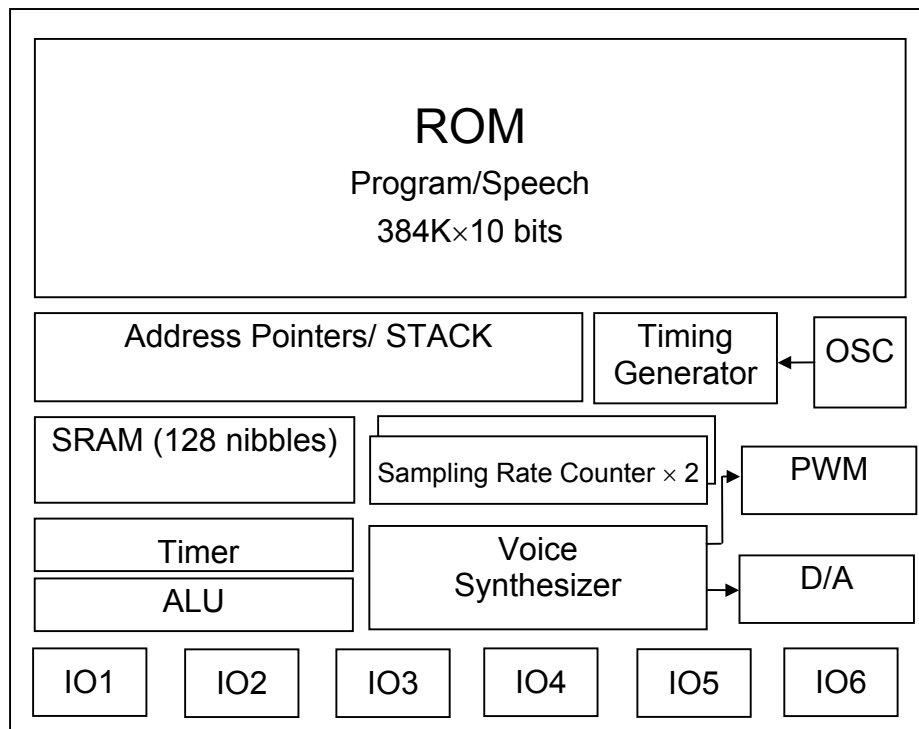 ROM
Program/Speech
384K×10 bits
Address Pointers/ STACK
Timing
Generator
OSC
SRAM (128 nibbles)
Sampling Rate Counter × 2
PWM
Timer
Voice
Synthesizer
D/A
ALU
IO1
IO2
IO3
IO4
IO5
IO6